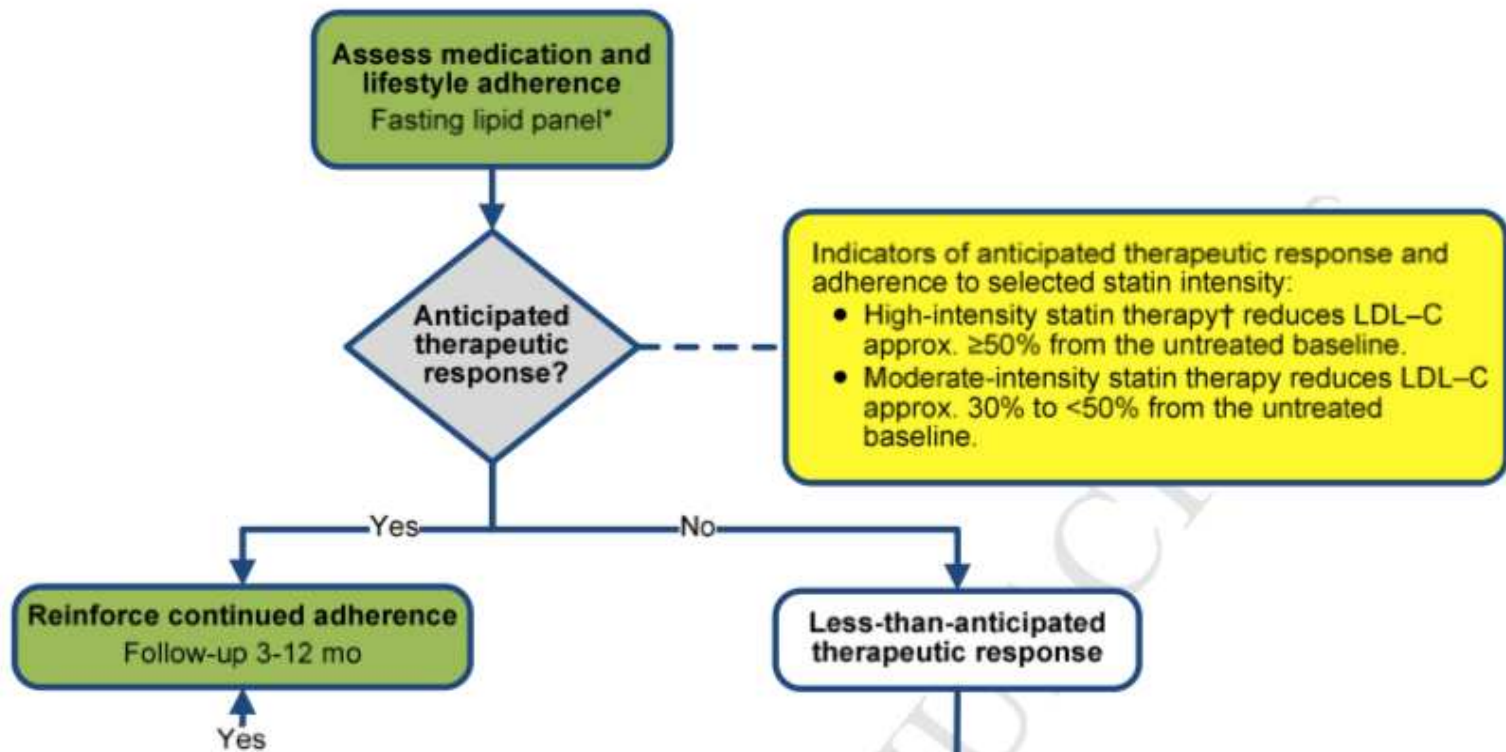 Assess medication and
lifestyle adherence
Fasting lipid panel*
Anticipated
therapeutic
response?
Indicators of anticipated therapeutic response and
adherence to selected statin intensity:
● High-intensity statin therapy† reduces LDL–C
approx. ≥50% from the untreated baseline.
● Moderate-intensity statin therapy reduces LDL–C
approx. 30% to <50% from the untreated
baseline.
Yes
No
Reinforce continued adherence
Follow-up 3-12 mo
Less-than-anticipated
therapeutic response
Yes